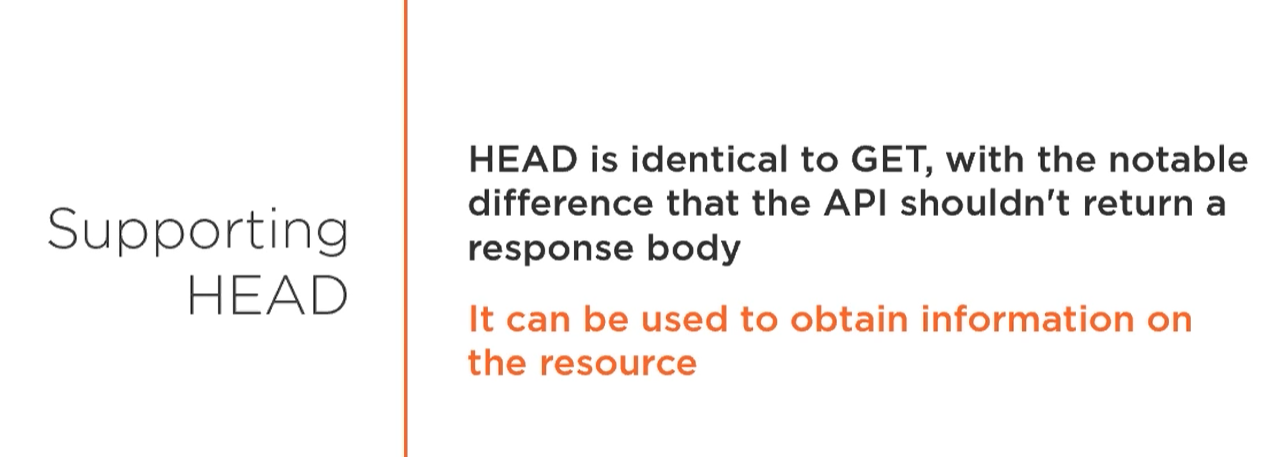 Supporting
HEAD
HEAD is identical to GET, with the notable
difference that the API shouldn't return a
response body
It can be used to obtain information on
the resource